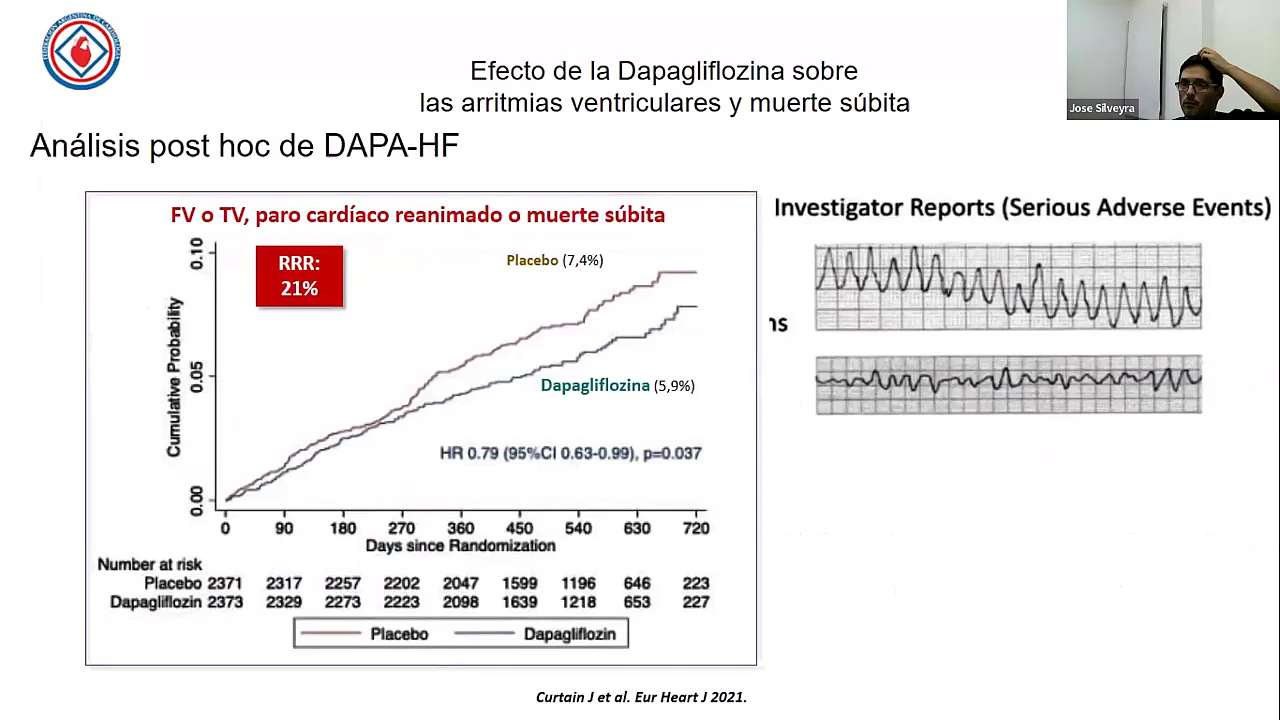 FEDERACIÓN ARGENTINA DE CARDIOLOGÍA
Efecto de la Dapagliflozina sobre
las arritmias ventriculares y muerte súbita
Jose Silveyra
Análisis post hoc de DAPA-HF
FV o TV, paro cardíaco reanimado o muerte súbita
RRR:
21%
Placebo (7,4%)
Dapagliflozina (5,9%)
HR 0.79 (95%CI 0.63-0.99), p=0.037
Cumulative Probability
0.10
0.05
0.00
0 90 180 270 360 450 540 630 720
Days since Randomization
Number at risk
Placebo 2371 2317 2257 2202 2047 1599 1196 646 223
Dapagliflozin 2373 2329 2273 2223 2098 1639 1218 653 227
Placebo Dapagliflozin
Investigator Reports (Serious Adverse Events)
ns
Curtain J et al. Eur Heart J 2021.